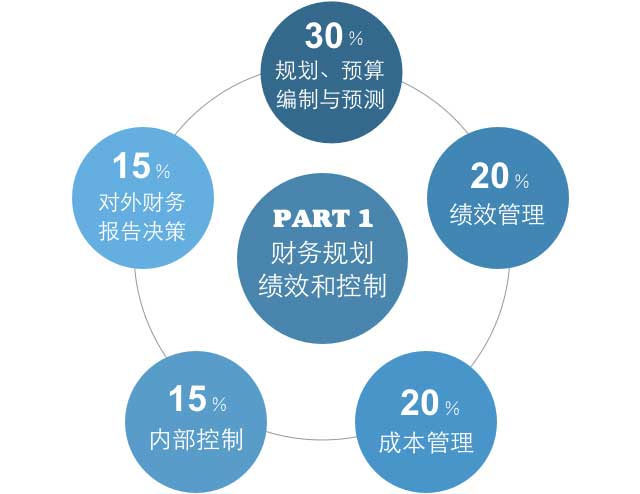 30 %
规划、预算
编制与预测
20 %
绩效管理
20 %
成本管理
15 %
内部控制
15 %
对外财务
报告决策
PART 1
财务规划
绩效和控制